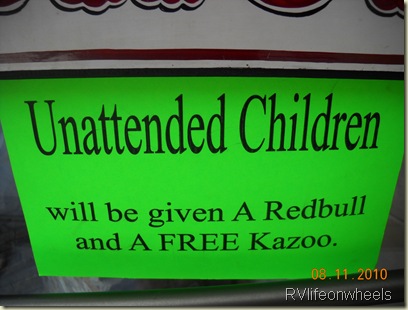 Unattended Children
will be given A Redbull
and A FREE Kazoo.
08.11.2010
RVlifeonwheels